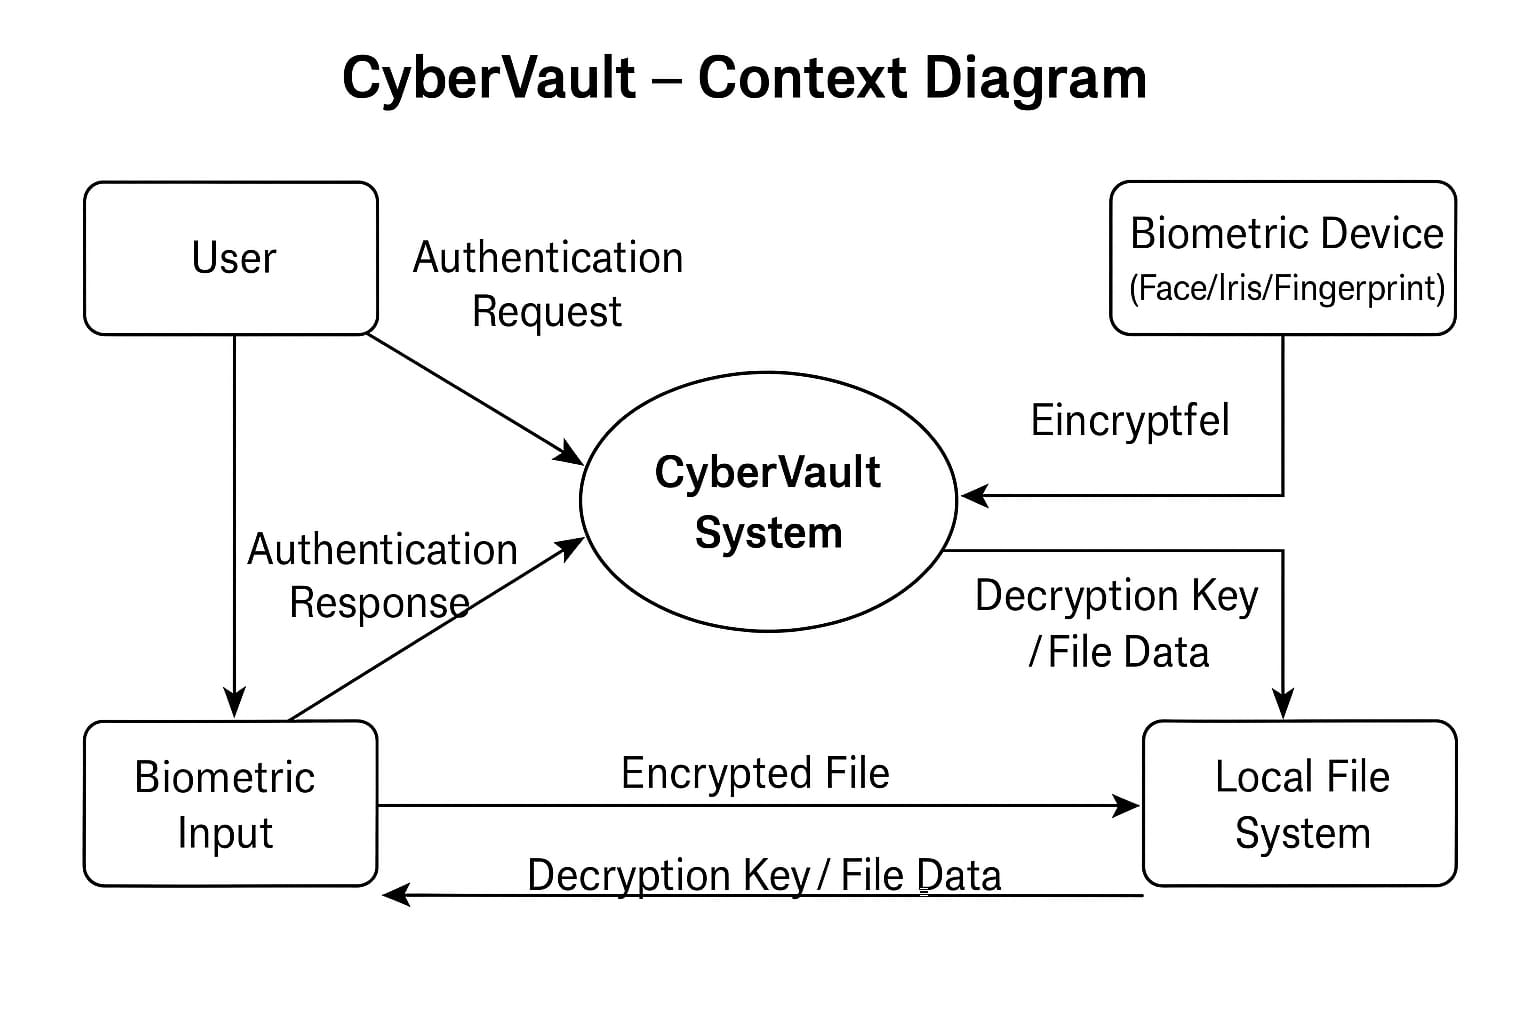 CyberVault – Context Diagram
User
Authentication
Request
Biometric Device
(Face/Iris/Fingerprint)
Eincryptfel
CyberVault
System
Authentication
Response
Decryption Key
/File Data
Biometric
Input
Encrypted File
Local File
System
Decryption Key / File Data